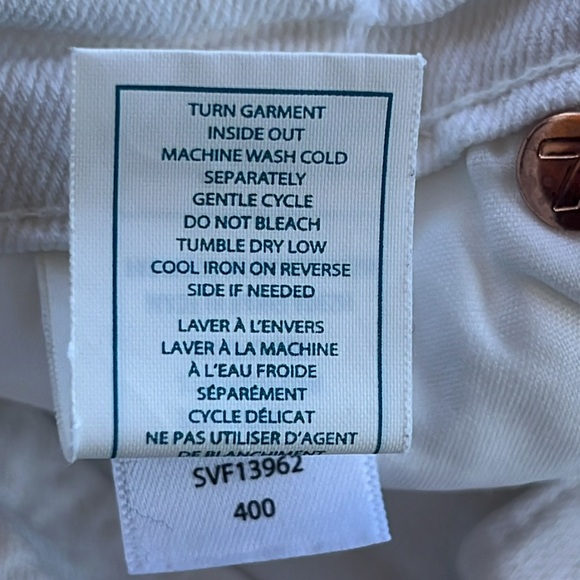 TURN GARMENT
INSIDE OUT
MACHINE WASH COLD
SEPARATELY
GENTLE CYCLE
DO NOT BLEACH
TUMBLE DRY LOW
COOL IRON ON REVERSE
SIDE IF NEEDED
LAVER À L'ENVERS
LAVER À LA MACHINE
À L'EAU FROIDE
SÉPARÉMENT
CYCLE DÉLICAT
NE PAS UTILISER D'AGENT
DE BLANCHIMENT
SVF13962
400